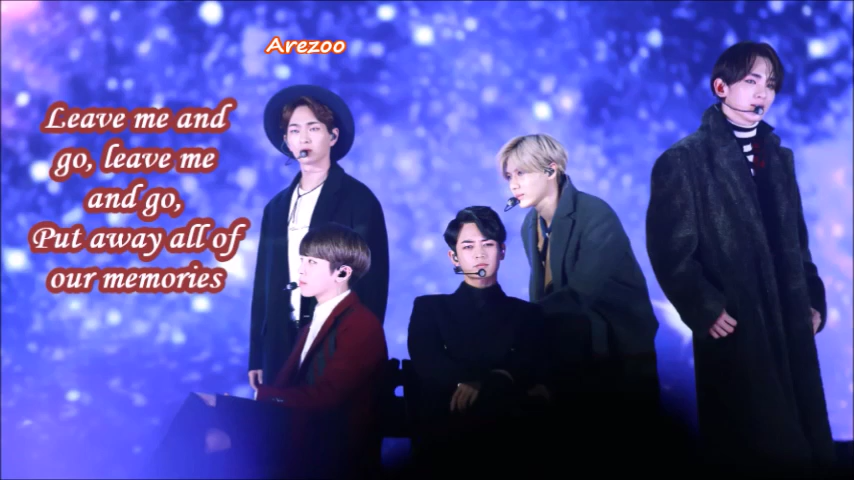 Arezoo
Leave me and
go, leave me
and go,
Put away all of
our memories